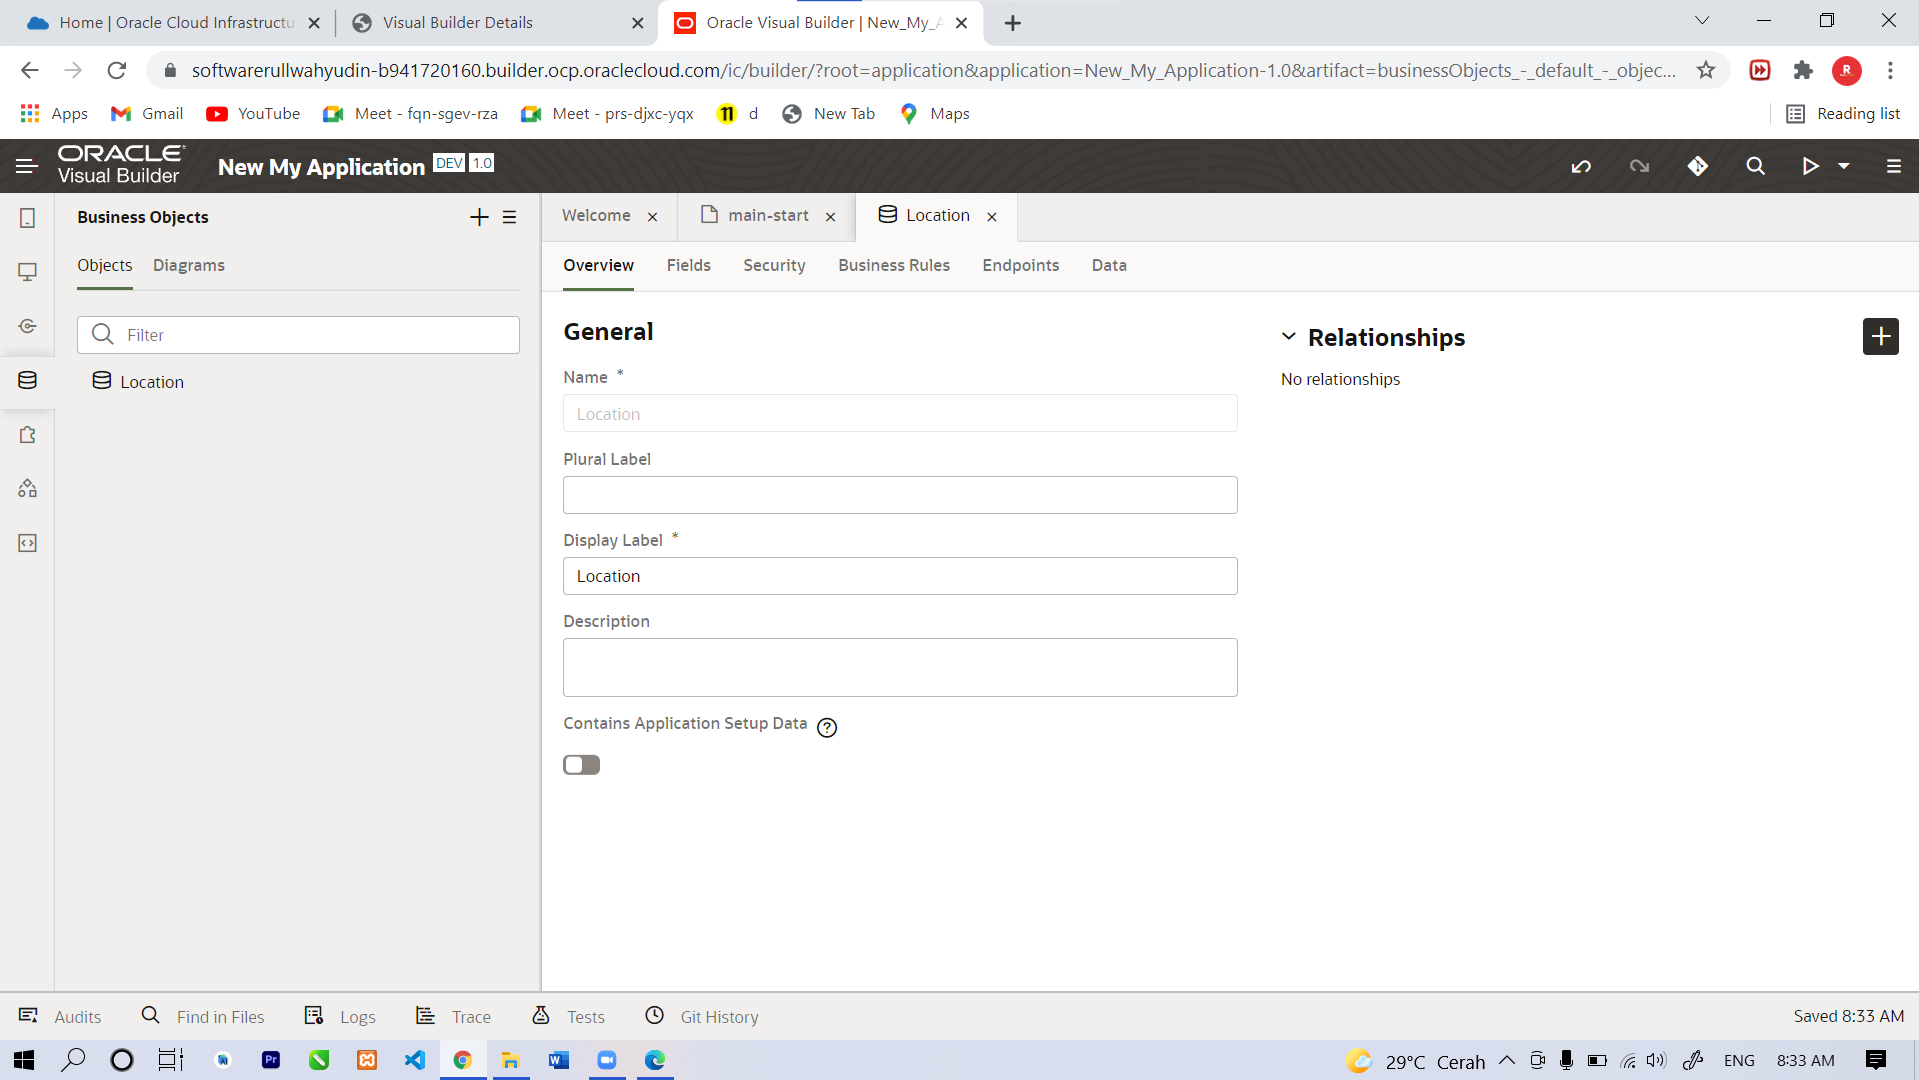 Home | Oracle Cloud Infrastructu
Visual Builder Details
Oracle Visual Builder | New_My_A
softwarerullwahyudin-b941720160.builder.ocp.oraclecloud.com/ic/builder/?root=application&application=New_My_Application-1.0&artifact=businessObjects_-_default_-_objec...
R
Apps
Gmail
YouTube
Meet - fqn-sgev-rza
Meet - prs-djxc-yqx
d
New Tab
Maps
Reading list
ORACLE
Visual Builder
New My Application
DEV
1.0
Business Objects
Objects
Diagrams
Filter
Location
Welcome
main-start
Location
Overview
Fields
Security
Business Rules
Endpoints
Data
General
Name *
Location
Plural Label
Display Label *
Location
Description
Contains Application Setup Data
?
Relationships
No relationships
Audits
Find in Files
Logs
Trace
Tests
Git History
Saved 8:33 AM
Pr
29°C Cerah
ENG
8:33 AM